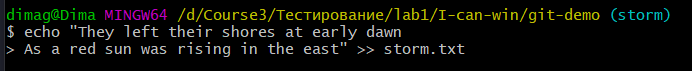 dimag@Dima MINGW64 /d/Course3/Тестирование/lab1/I-can-win/git-demo (storm)
$ echo "They left their shores at early dawn
> As a red sun was rising in the east" >> storm.txt